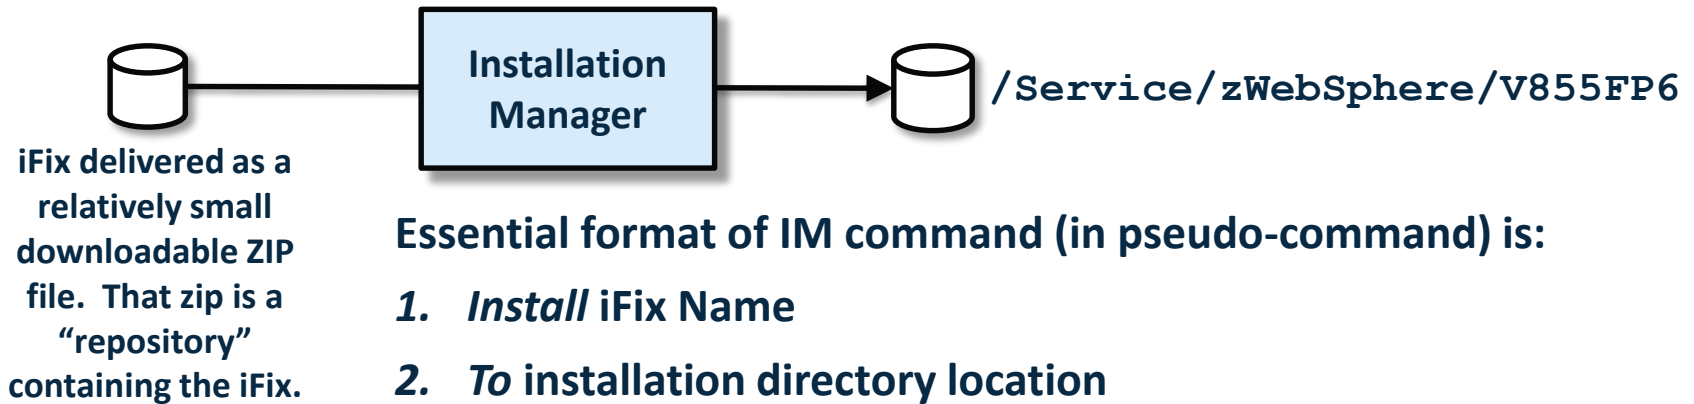 Installation
Manager
/Service/zWebSphere/V855FP6
iFix delivered as a
relatively small
downloadable ZIP
file.  That zip is a
“repository”
containing the iFix.
Essential format of IM command (in pseudo-command) is:
1. Install iFix Name
2. To installation directory location